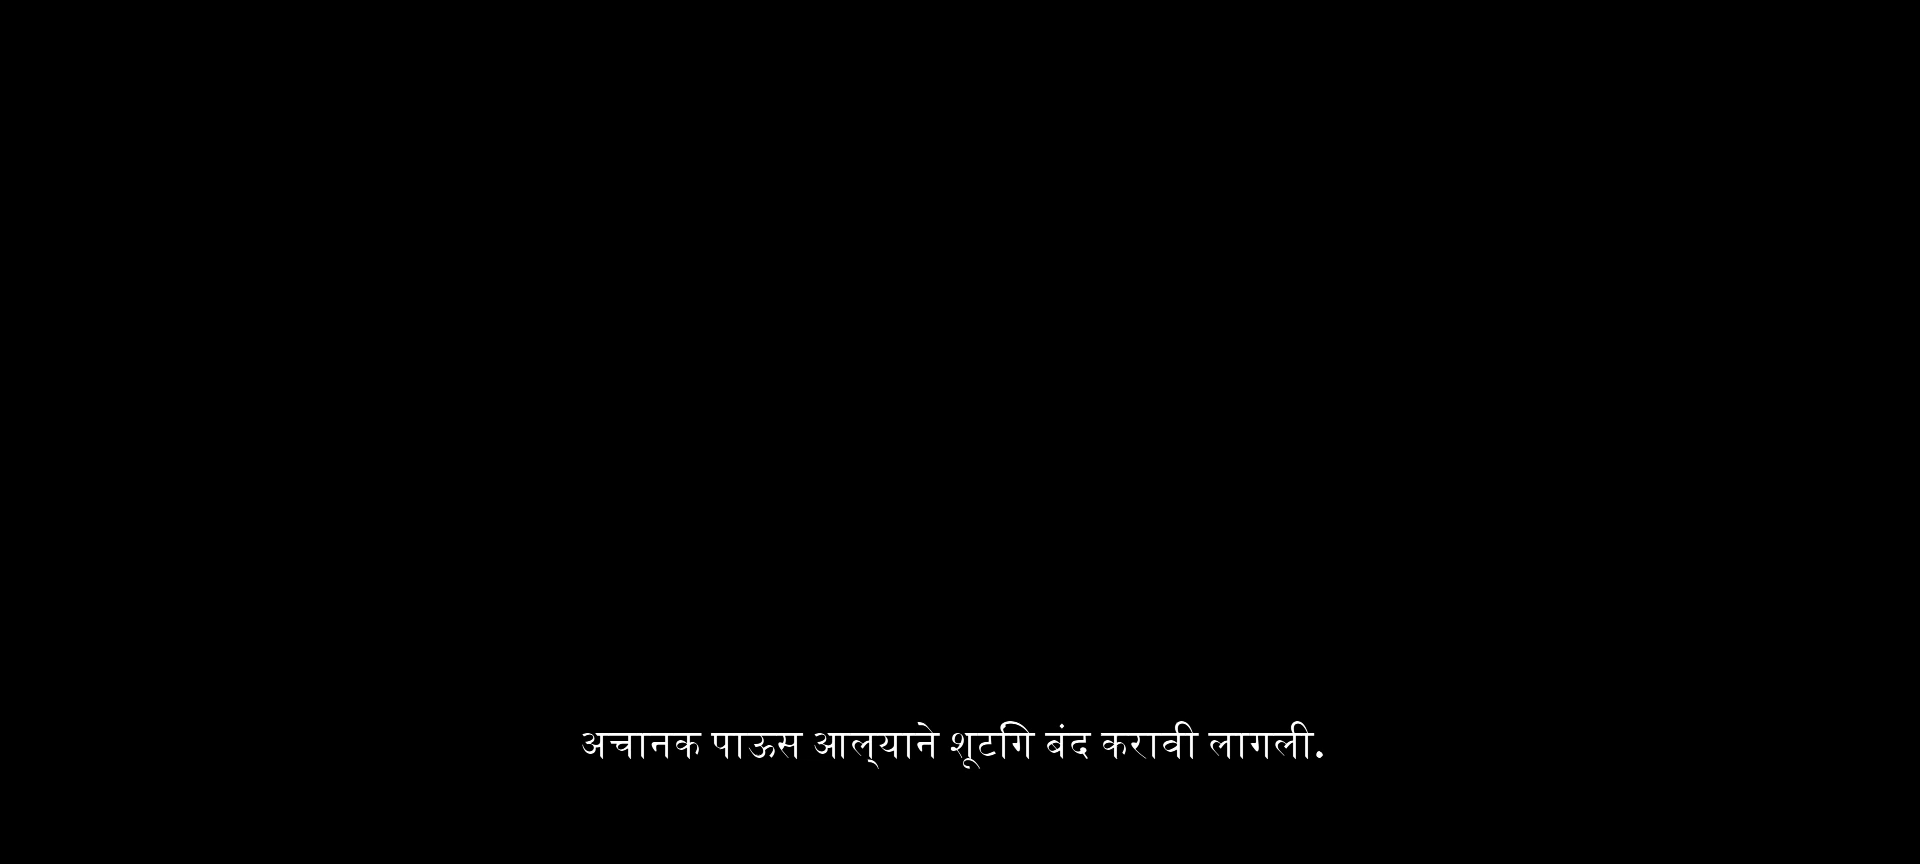 अचानक पाऊस आल्याने शूटिंग बंद करावी लागली.